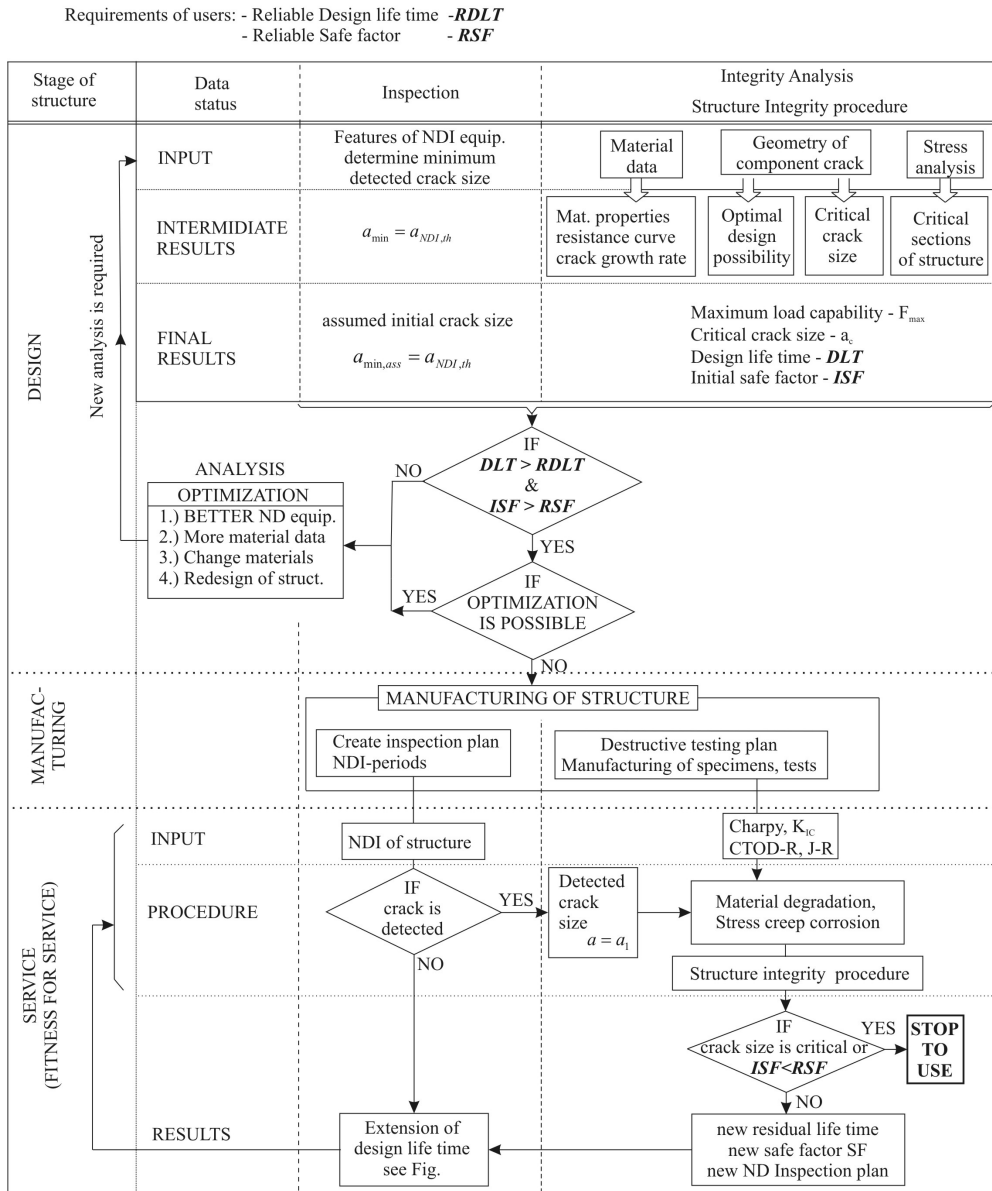 Requirements of users: - Reliable Design life time -RDLT
- Reliable Safe factor - RSF
Stage of
structure
Data
status
Inspection
Integrity Analysis
Structure Integrity procedure
DESIGN
New analysis is required
INPUT
Features of NDI equip.
determine minimum
detected crack size
Material
data
Geometry of
component crack
Stress
analysis
INTERMIDIATE
RESULTS
a_min = a_NDI,th
Mat. properties
resistance curve
crack growth rate
Optimal
design
possibility
Critical
crack
size
Critical
sections
of structure
FINAL
RESULTS
assumed initial crack size
a_min,ass = a_NDI,th
Maximum load capability - F_max
Critical crack size - a_c
Design life time - DLT
Initial safe factor - ISF
IF
DLT > RDLT
&
ISF > RSF
NO
YES
ANALYSIS
OPTIMIZATION
1.) BETTER ND equip.
2.) More material data
3.) Change materials
4.) Redesign of struct.
IF
OPTIMIZATION
IS POSSIBLE
YES
NO
MANUFAC-
TURING
MANUFACTURING OF STRUCTURE
Create inspection plan
NDI-periods
Destructive testing plan
Manufacturing of specimens, tests
SERVICE
(FITNESS FOR SERVICE)
INPUT
NDI of structure
Charpy, K_IC
CTOD-R, J-R
PROCEDURE
IF
crack is
detected
YES
NO
Detected
crack
size
a = a_1
Material degradation,
Stress creep corrosion
Structure integrity procedure
IF
crack size is critical or
ISF<RSF
YES
NO
STOP
TO
USE
RESULTS
Extension of
design life time
see Fig.
new residual life time
new safe factor SF
new ND Inspection plan